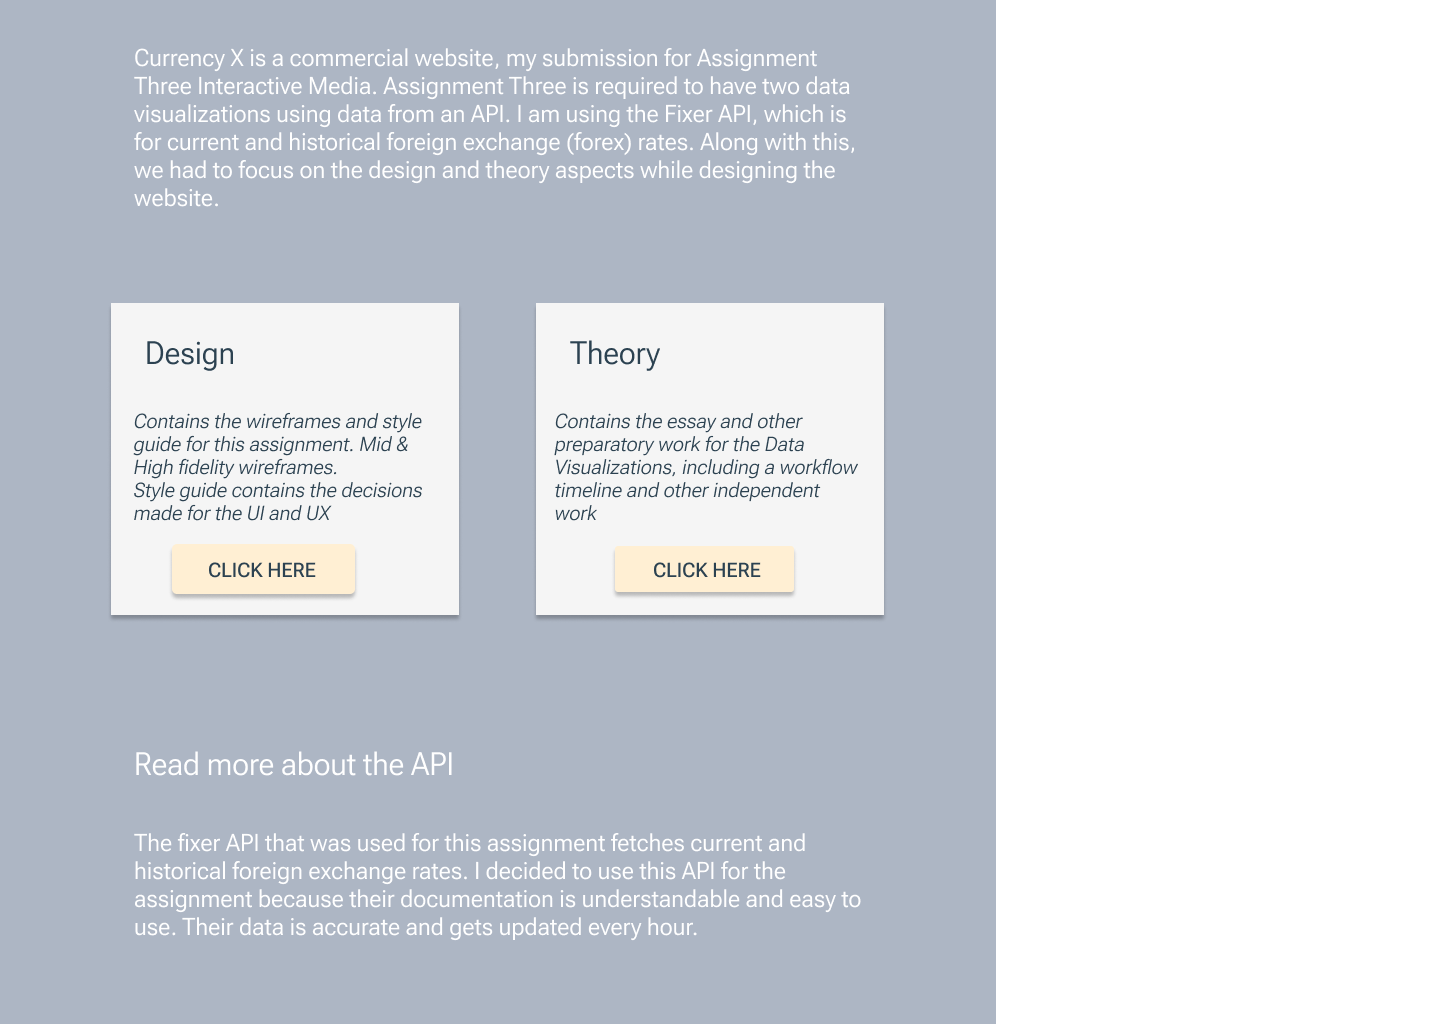 Currency X is a commercial website, my submission for Assignment
Three Interactive Media. Assignment Three is required to have two data
visualizations using data from an API. I am using the Fixer API, which is
for current and historical foreign exchange (forex) rates. Along with this,
we had to focus on the design and theory aspects while designing the
website.
Design
Contains the wireframes and style
guide for this assignment. Mid &
High fidelity wireframes.
Style guide contains the decisions
made for the UI and UX
CLICK HERE
Theory
Contains the essay and other
preparatory work for the Data
Visualizations, including a workflow
timeline and other independent
work
CLICK HERE
Read more about the API
The fixer API that was used for this assignment fetches current and
historical foreign exchange rates. I decided to use this API for the
assignment because their documentation is understandable and easy to
use. Their data is accurate and gets updated every hour.